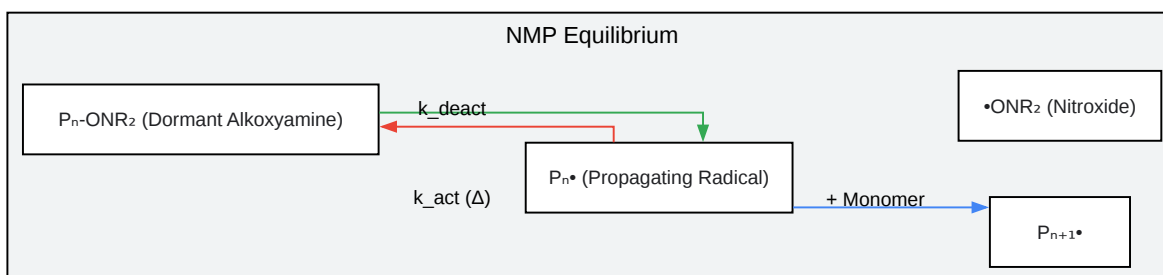 NMP Equilibrium
Pₙ-ONR₂ (Dormant Alkoxyamine)
k_deact
•ONR₂ (Nitroxide)
Pₙ• (Propagating Radical)
k_act (Δ)
+ Monomer
Pₙ₊₁•